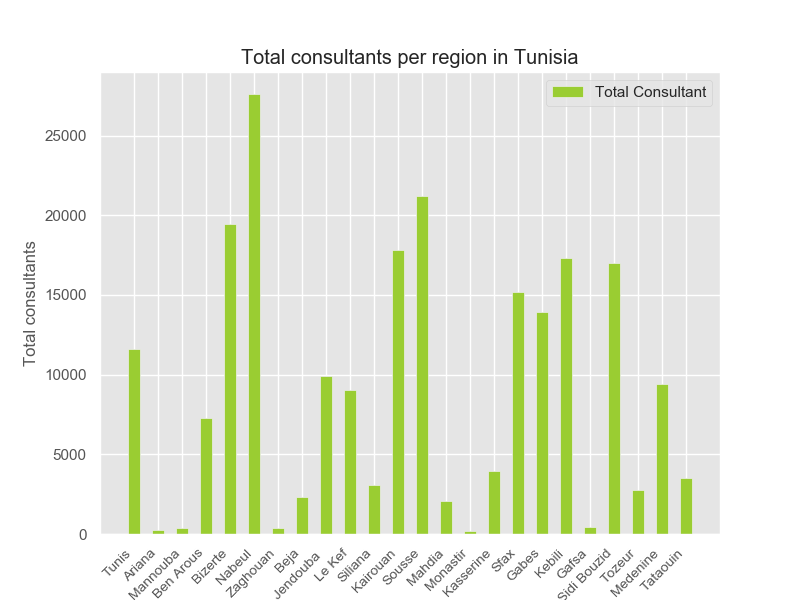 Total consultants per region in Tunisia
Total Consultant
Total consultants
25000
20000
15000
10000
5000
0
Tunis
Ariana
Mannouba
Ben Arous
Bizerte
Nabeul
Zaghouan
Beja
Jendouba
Le Kef
Siliana
Kairouan
Sousse
Mahdia
Monastir
Kasserine
Sfax
Gabes
Kebili
Gafsa
Sidi Bouzid
Tozeur
Medenine
Tataouin